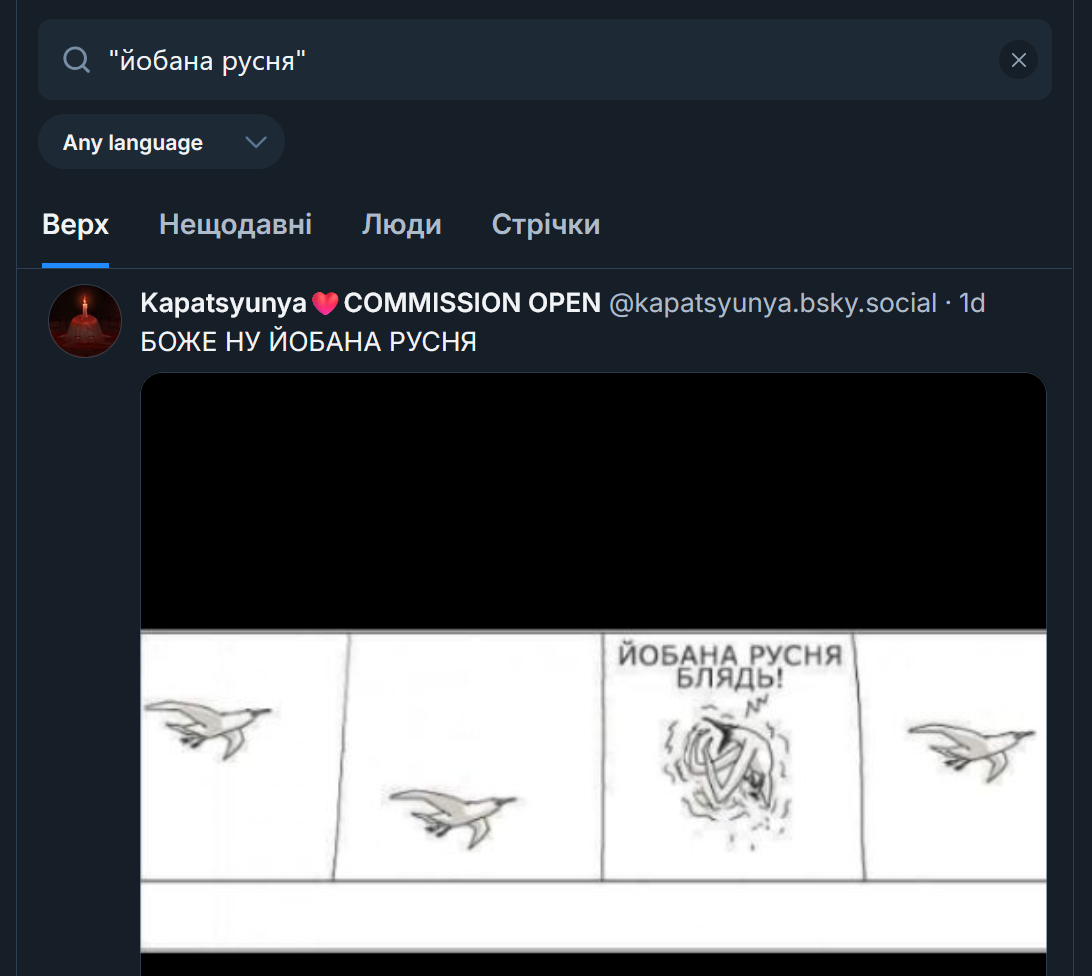 "йобана русня"
Any language
Верх Нещодавні Люди Стрічки
Kapatsyunya❤️COMMISSION OPEN @kapatsyunya.bsky.social · 1d
БОЖЕ НУ ЙОБАНА РУСНЯ
ЙОБАНА РУСНЯ
БЛЯДЬ!